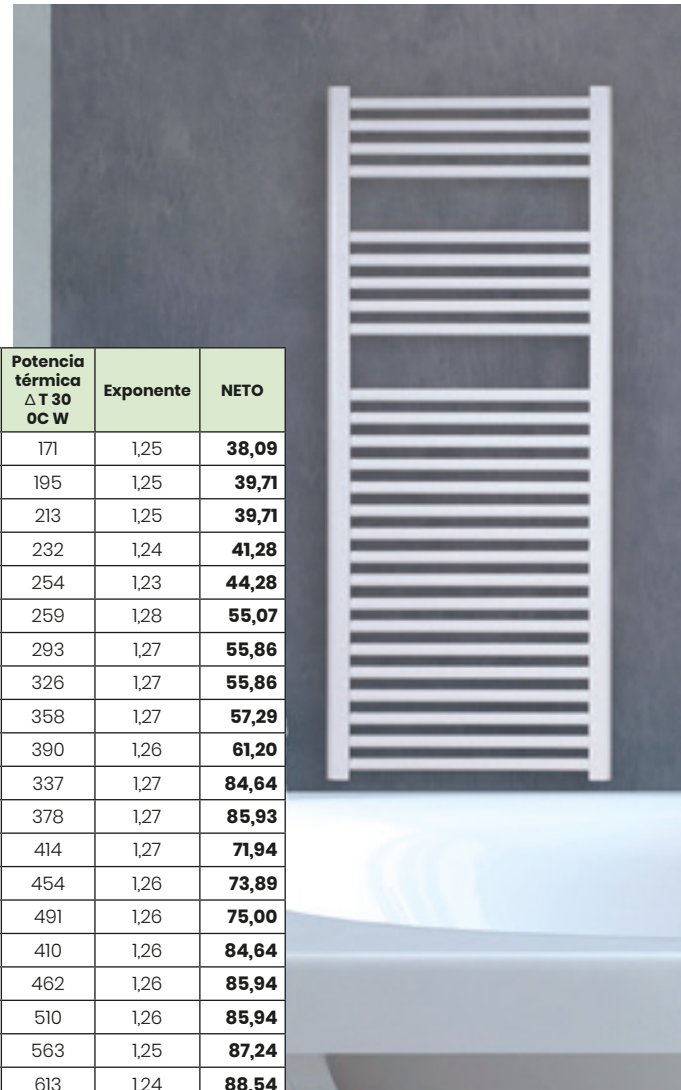 Potencia
térmica
Δ T 30
0C W
Exponente
NETO
171 1,25 38,09
195 1,25 39,71
213 1,25 39,71
232 1,24 41,28
254 1,23 44,28
259 1,28 55,07
293 1,27 55,86
326 1,27 55,86
358 1,27 57,29
390 1,26 61,20
337 1,27 84,64
378 1,27 85,93
414 1,27 71,94
454 1,26 73,89
491 1,26 75,00
410 1,26 84,64
462 1,26 85,94
510 1,26 85,94
563 1,25 87,24
613 1,24 88,54